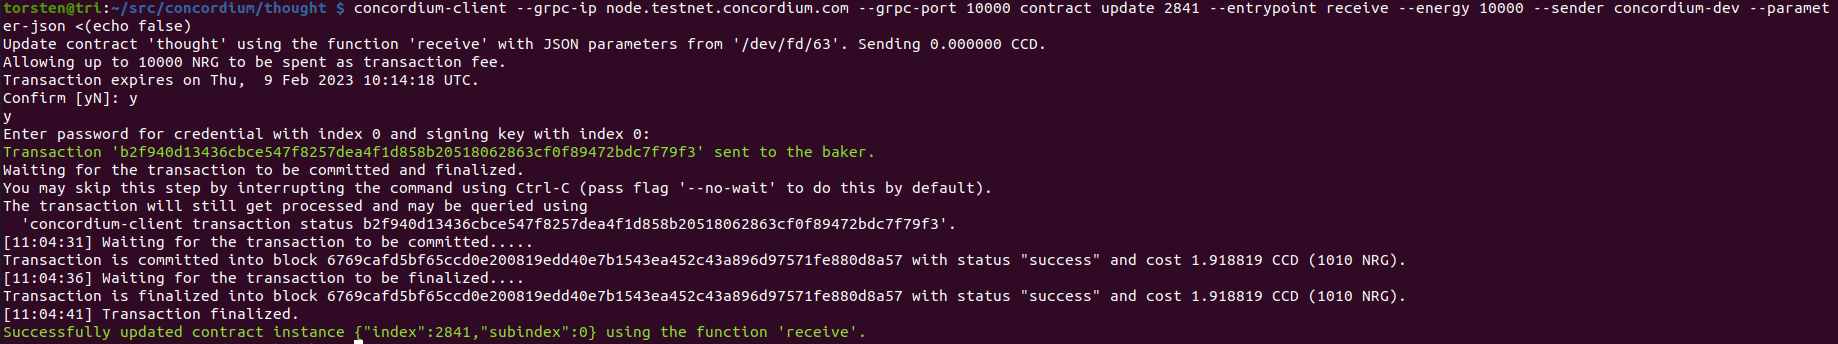 torsten@tri:~/src/concordium/thought $ concordium-client --grpc-ip node.testnet.concordium.com --grpc-port 10000 contract update 2841 --entrypoint receive --energy 10000 --sender concordium-dev --paramet
er-json <(echo false)
Update contract 'thought' using the function 'receive' with JSON parameters from '/dev/fd/63'. Sending 0.000000 CCD.
Allowing up to 10000 NRG to be spent as transaction fee.
Transaction expires on Thu,  9 Feb 2023 10:14:18 UTC.
Confirm [yN]: y
y
Enter password for credential with index 0 and signing key with index 0:
Transaction 'b2f940d13436cbce547f8257dea4f1d858b20518062863cf0f89472bdc7f79f3' sent to the baker.
Waiting for the transaction to be committed and finalized.
You may skip this step by interrupting the command using Ctrl-C (pass flag '--no-wait' to do this by default).
The transaction will still get processed and may be queried using
  'concordium-client transaction status b2f940d13436cbce547f8257dea4f1d858b20518062863cf0f89472bdc7f79f3'.
[11:04:31] Waiting for the transaction to be committed.....
Transaction is committed into block 6769cafd5bf65ccd0e200819edd40e7b1543ea452c43a896d97571fe880d8a57 with status "success" and cost 1.918819 CCD (1010 NRG).
[11:04:36] Waiting for the transaction to be finalized....
Transaction is finalized into block 6769cafd5bf65ccd0e200819edd40e7b1543ea452c43a896d97571fe880d8a57 with status "success" and cost 1.918819 CCD (1010 NRG).
[11:04:41] Transaction finalized.
Successfully updated contract instance {"index":2841,"subindex":0} using the function 'receive'.